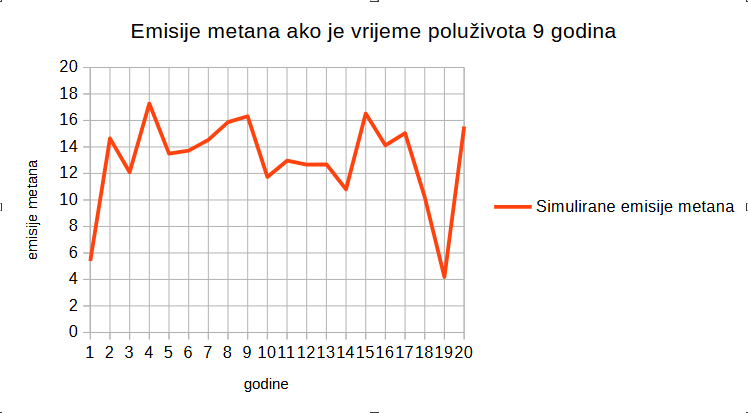 Emisije metana ako je vrijeme poluživota 9 godina
20
18
16
14
12
10
8
6
4
2
0
emisije metana
1 2 3 4 5 6 7 8 9 10 11 12 13 14 15 16 17 18 19 20
godine
Simulirane emisije metana